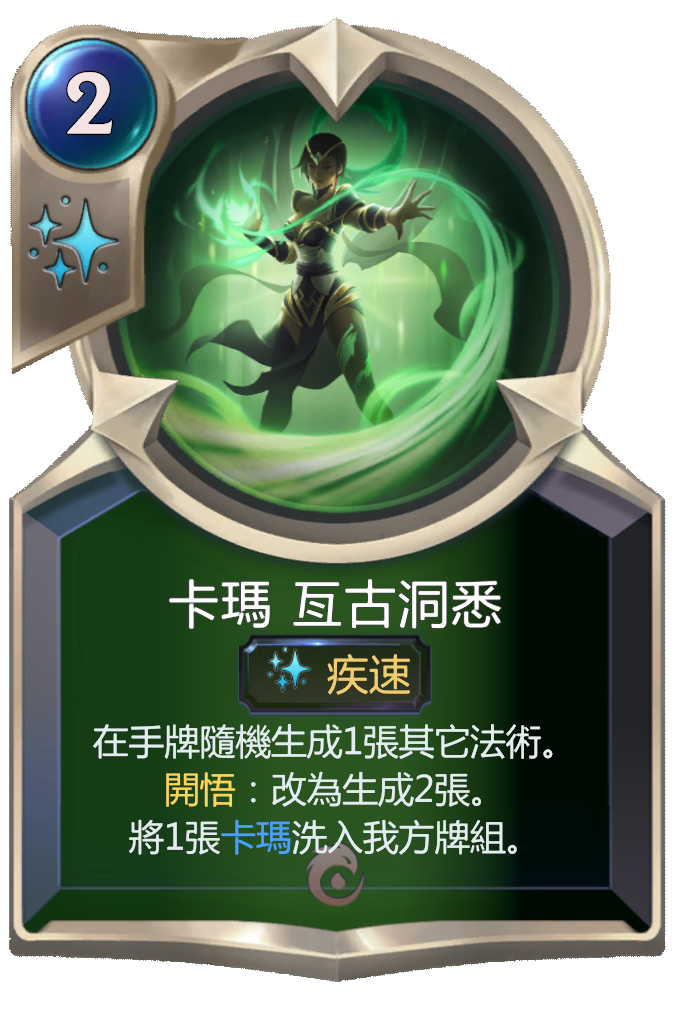 2
卡瑪 亙古洞悉
疾速
在手牌隨機生成1張其它法術。
開悟：改為生成2張。
將1張卡瑪洗入我方牌組。